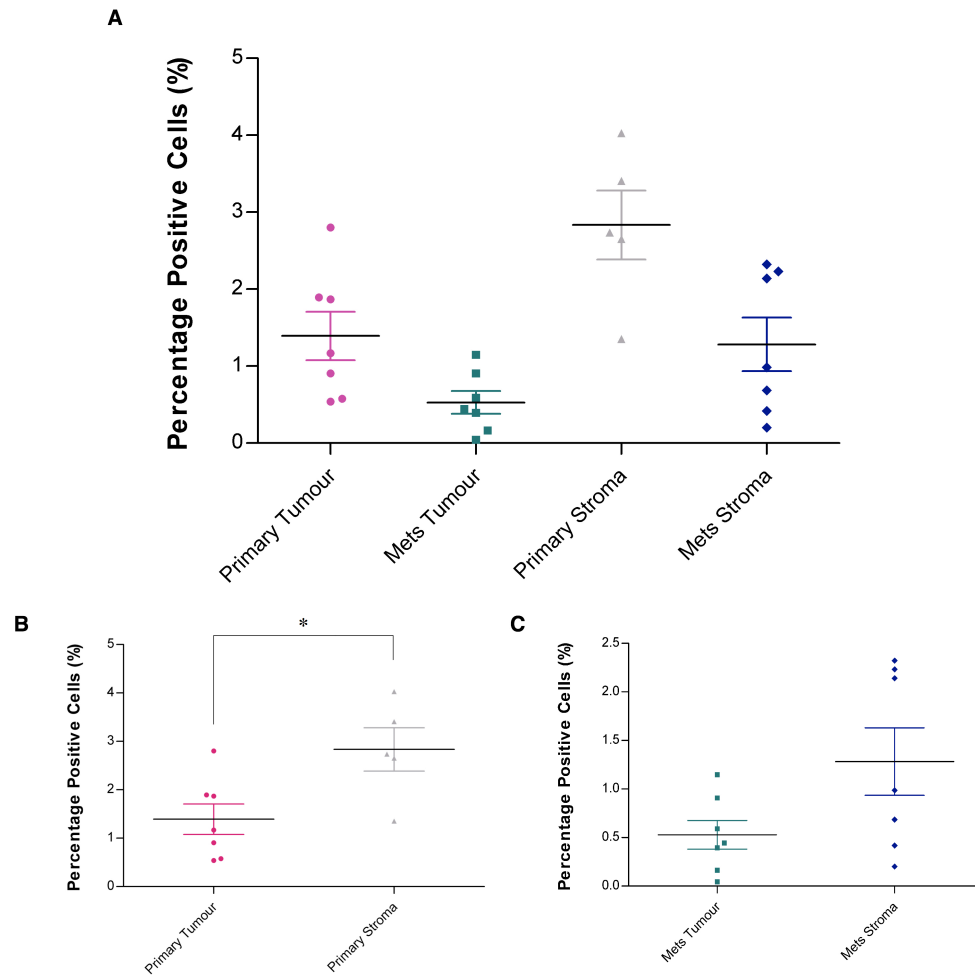 A
Percentage Positive Cells (%)
5
4
3
2
1
0
Primary Tumour
Mets Tumour
Primary Stroma
Mets Stroma
B
*
Percentage Positive Cells (%)
5
4
3
2
1
0
Primary Tumour
Primary Stroma
C
Percentage Positive Cells (%)
2.5
2.0
1.5
1.0
0.5
0.0
Mets Tumour
Mets Stroma